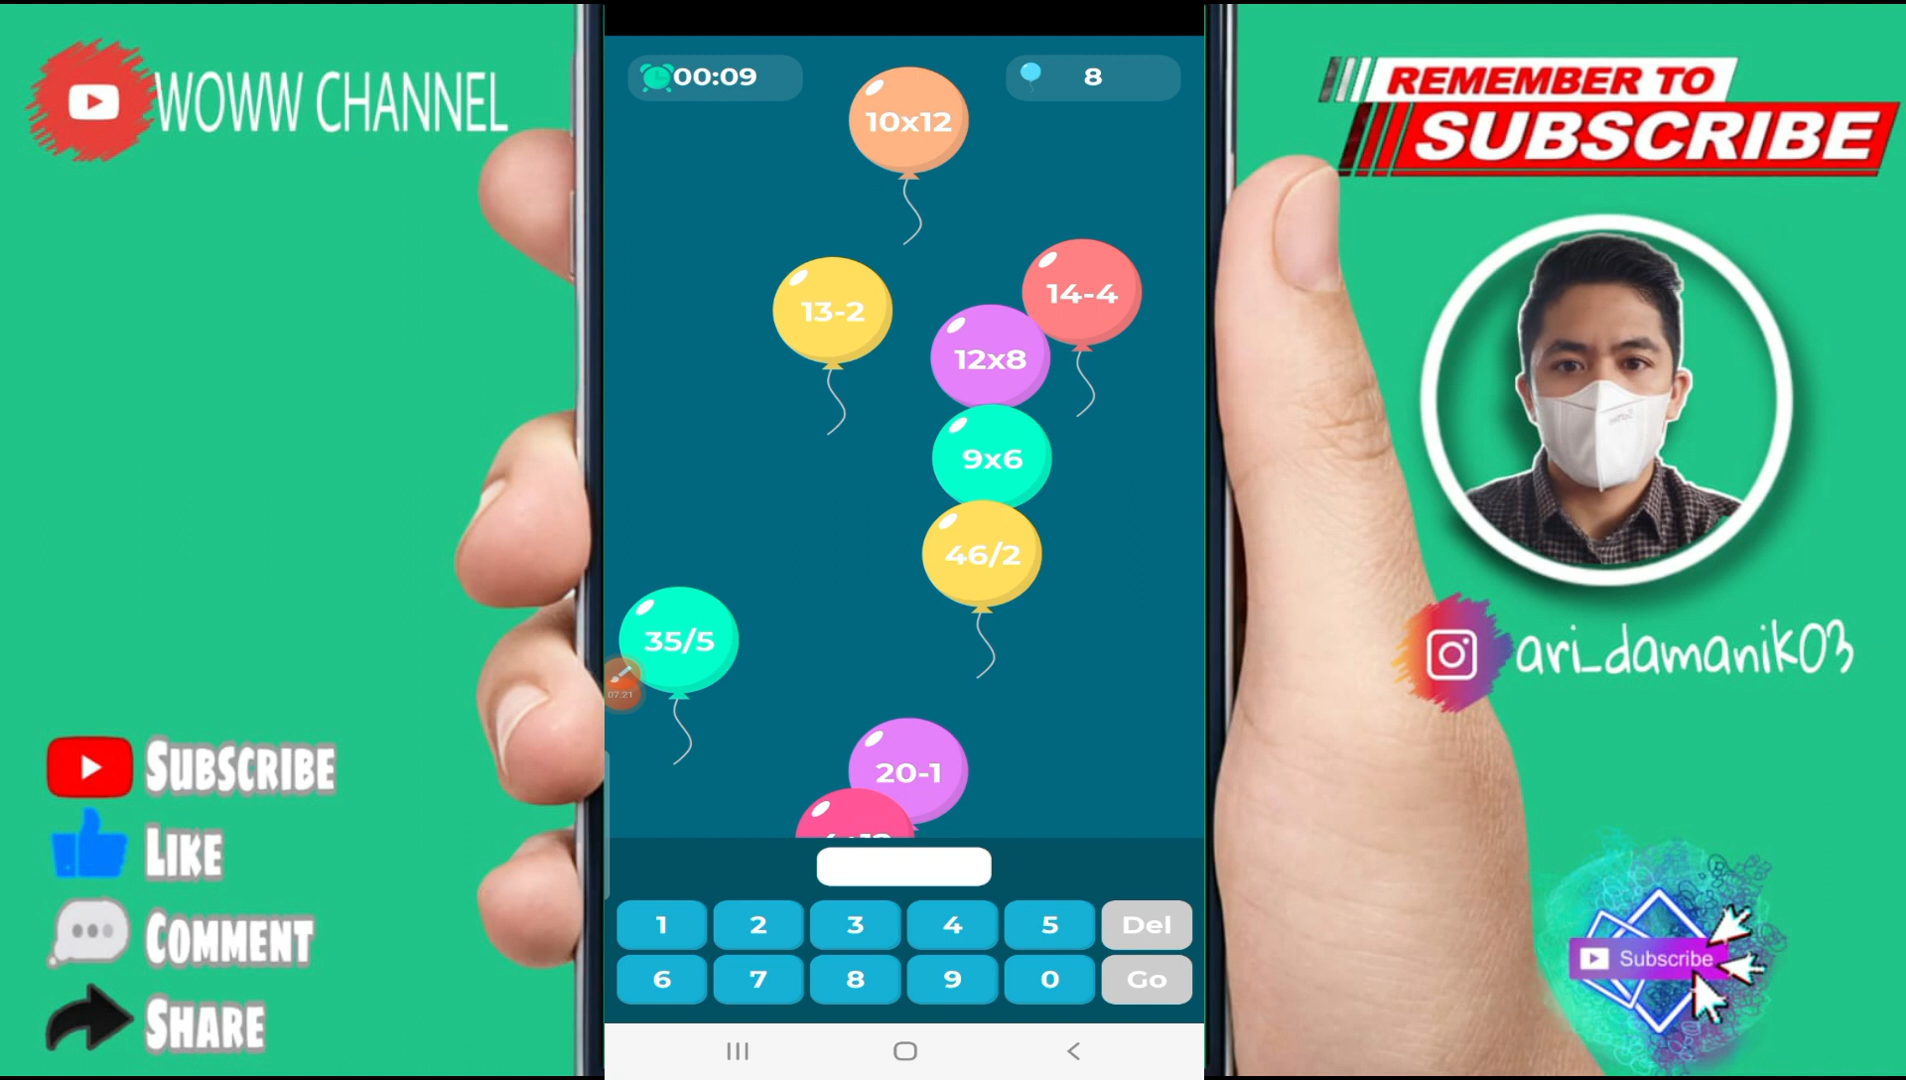 WOWW CHANNEL
REMEMBER TO
SUBSCRIBE
00:09
8
10x12
14-4
13-2
12x8
9x6
46/2
35/5
07:21
20-1
1 2 3 4 5 Del
6 7 8 9 0 Go
ari_damanik03
SUBSCRIBE
LIKE
COMMENT
SHARE
Subscribe